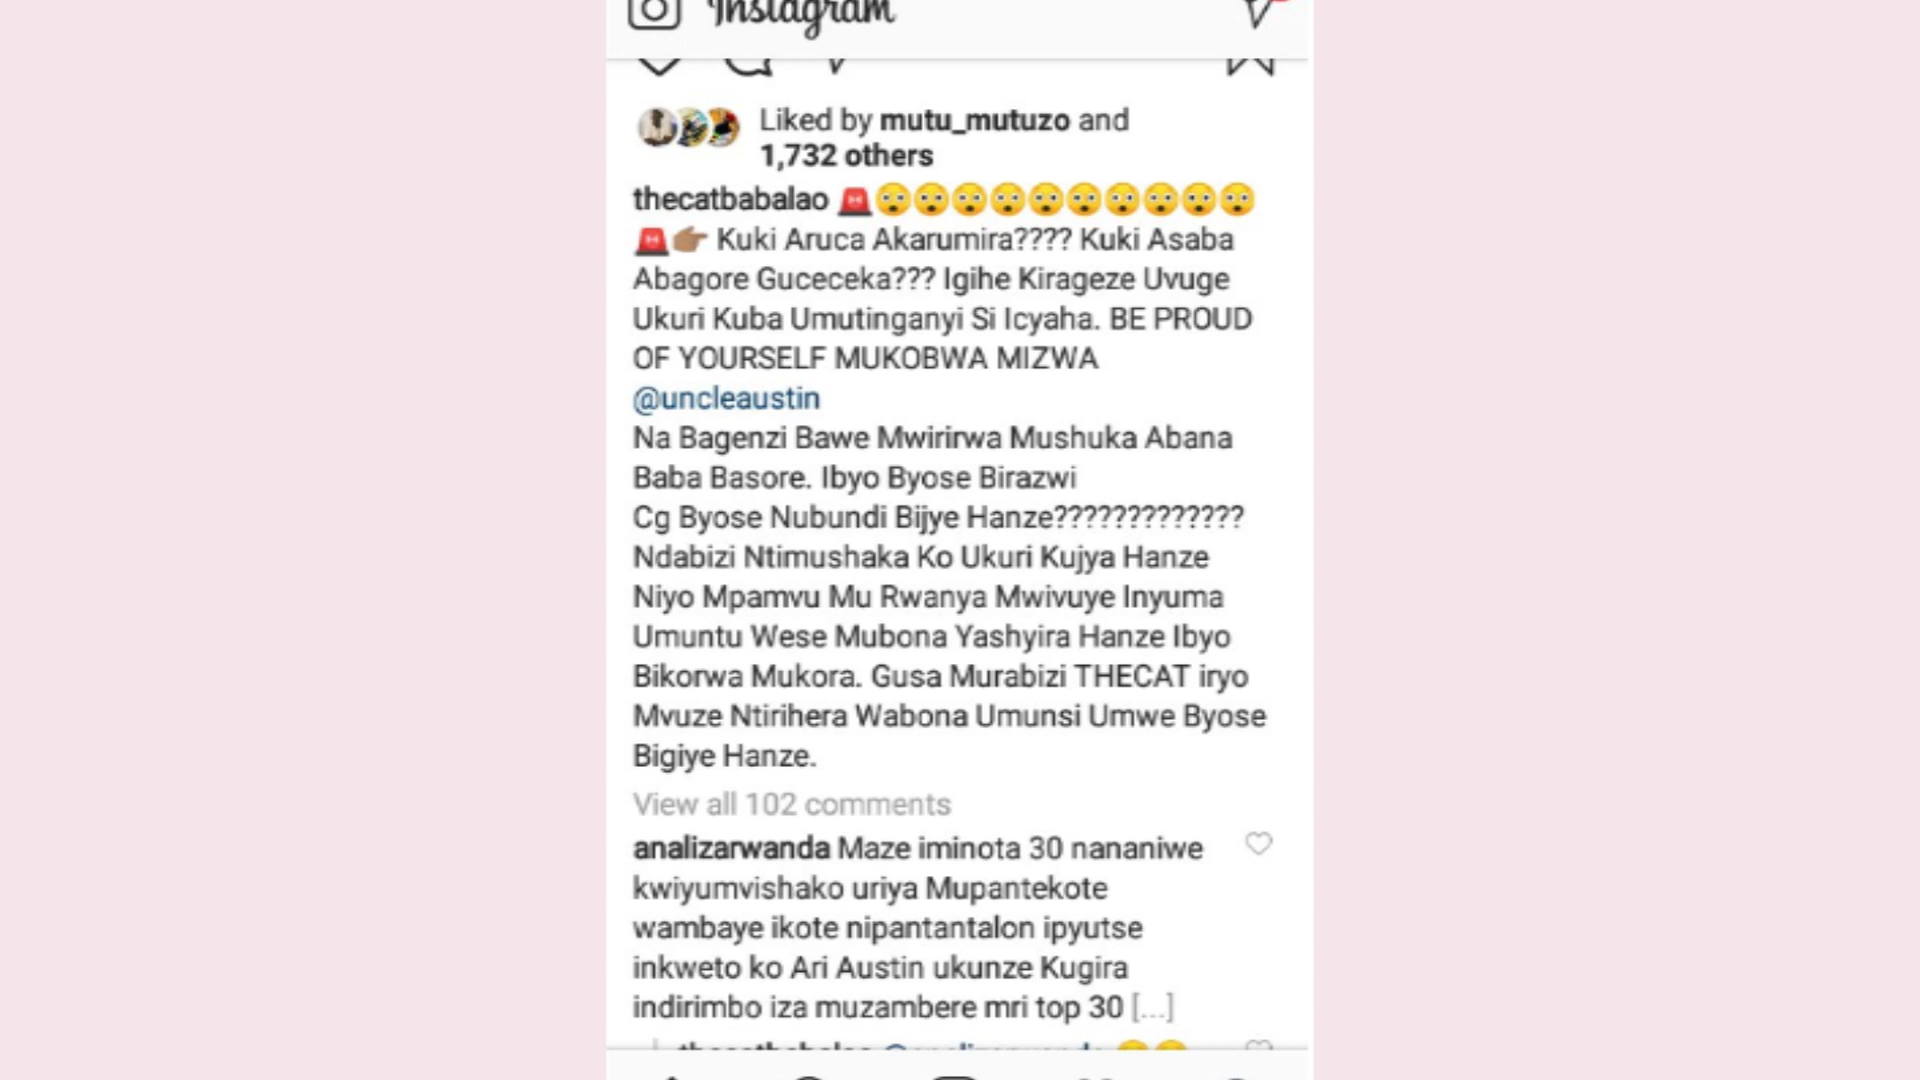 Instagram
Liked by mutu_mutuzo and
1,732 others
thecatbabalao 🚨😲😲😲😲😲😲😲😲😲😲
🚨👉🏽 Kuki Aruca Akarumira???? Kuki Asaba
Abagore Guceceka??? Igihe Kirageze Uvuge
Ukuri Kuba Umutinganyi Si Icyaha. BE PROUD
OF YOURSELF MUKOBWA MIZWA
@uncleaustin
Na Bagenzi Bawe Mwirirwa Mushuka Abana
Baba Basore. Ibyo Byose Birazwi
Cg Byose Nubundi Bijye Hanze?????????????
Ndabizi Ntimushaka Ko Ukuri Kujya Hanze
Niyo Mpamvu Mu Rwanya Mwivuye Inyuma
Umuntu Wese Mubona Yashyira Hanze Ibyo
Bikorwa Mukora. Gusa Murabizi THECAT iryo
Mvuze Ntirihera Wabona Umunsi Umwe Byose
Bigiye Hanze.
View all 102 comments
analizarwanda Maze iminota 30 nananiwe
kwiyumvishako uriya Mupantekote
wambaye ikote nipantantalon ipyutse
inkweto ko Ari Austin ukunze Kugira
indirimbo iza muzambere mri top 30 [...]